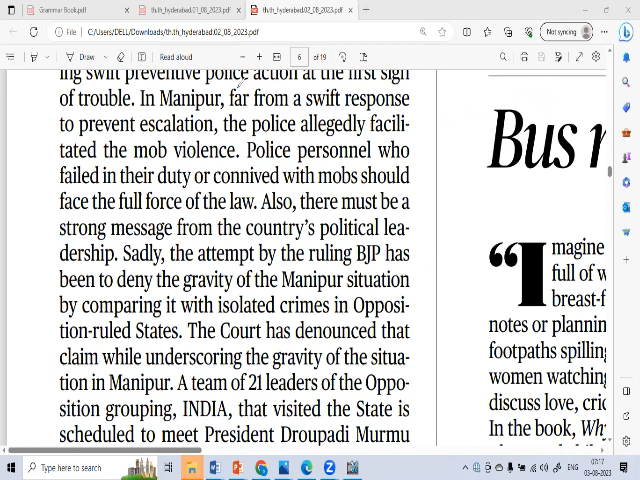 Grammar Book.pdf
th.th_hyderabad.01_08_2023.pdf
th.th_hyderabad.02_08_2023.pdf
File
C:/Users/DELL/Downloads/th.th_hyderabad.02_08_2023.pdf
Not syncing
Draw
Read aloud
6 of 19
ing swift preventive police action at the first sign
of trouble. In Manipur, far from a swift response
to prevent escalation, the police allegedly facili-
tated the mob violence. Police personnel who
failed in their duty or connived with mobs should
face the full force of the law. Also, there must be a
strong message from the country's political lea-
dership. Sadly, the attempt by the ruling BJP has
been to deny the gravity of the Manipur situation
by comparing it with isolated crimes in Opposi-
tion-ruled States. The Court has denounced that
claim while underscoring the gravity of the situa-
tion in Manipur. A team of 21 leaders of the Oppo-
sition grouping, INDIA, that visited the State is
scheduled to meet President Droupadi Murmu
Bus r
"Imagine
full of w
breast-f
notes or plannin
footpaths spilling
women watching
discuss love, cric
In the book, Why
Type here to search
ENG
07:17
03-08-2023